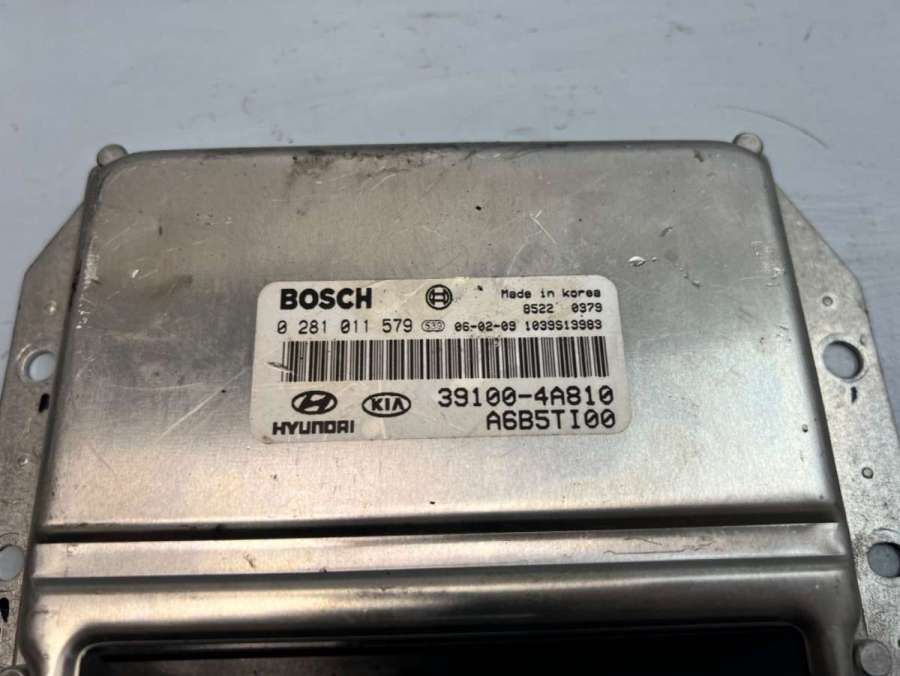 BOSCH Made in korea
8522 0379
0 281 011 579 S39 06-02-09 1039S13983
39100-4A810
HYUNDAI KIA A6B5TI00